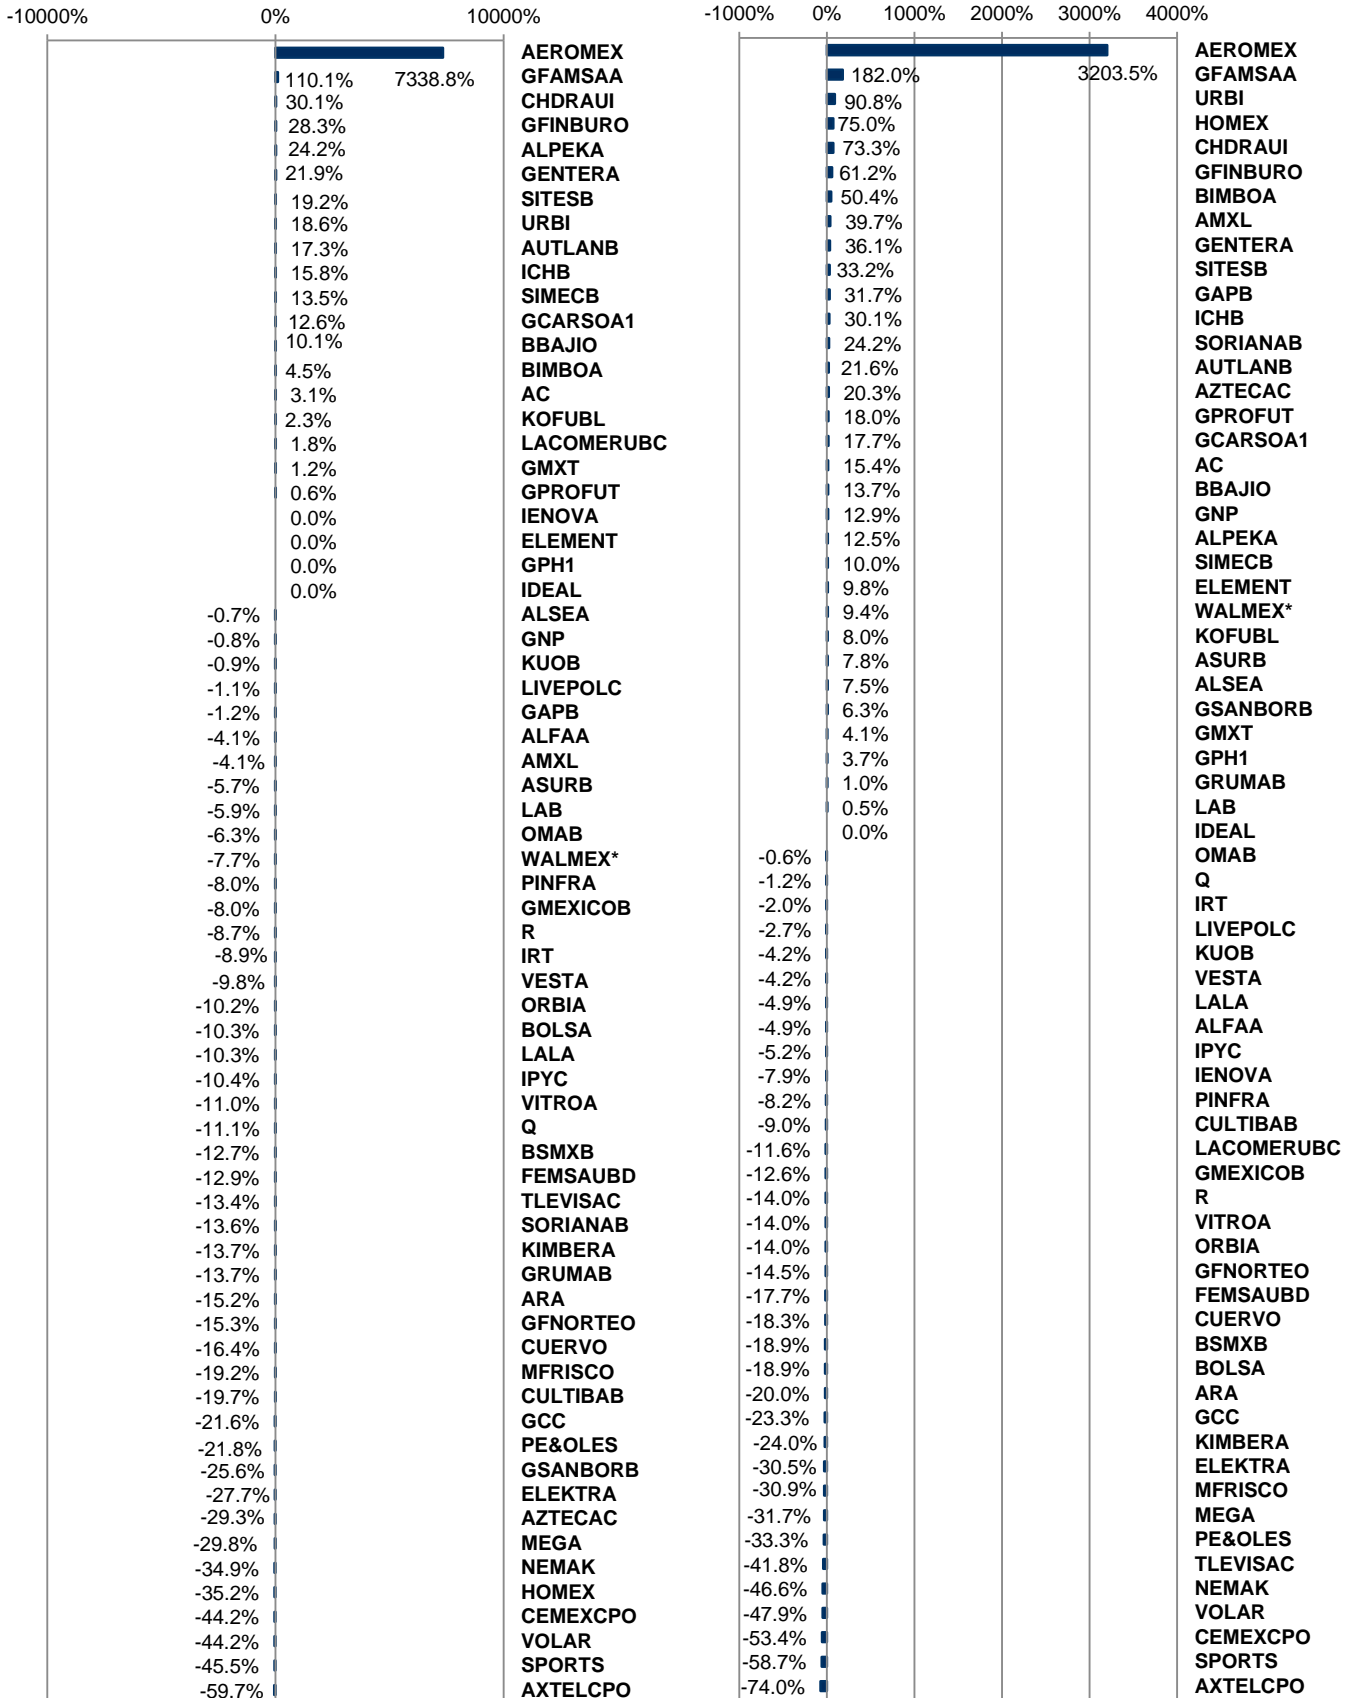 -10000% 0% 10000%
AEROMEX
110.1% 7338.8% GFAMSAA
30.1% CHDRAUI
28.3% GFINBURO
24.2% ALPEKA
21.9% GENTERA
19.2% SITESB
18.6% URBI
17.3% AUTLANB
15.8% ICHB
13.5% SIMECB
12.6% GCARSOA1
10.1% BBAJIO
4.5% BIMBOA
3.1% AC
2.3% KOFUBL
1.8% LACOMERUBC
1.2% GMXT
0.6% GPROFUT
0.0% IENOVA
0.0% ELEMENT
0.0% GPH1
0.0% IDEAL
-0.7% ALSEA
-0.8% GNP
-0.9% KUOB
-1.1% LIVEPOLC
-1.2% GAPB
-4.1% ALFAA
-4.1% AMXL
-5.7% ASURB
-5.9% LAB
-6.3% OMAB
-7.7% WALMEX*
-8.0% PINFRA
-8.0% GMEXICOB
-8.7% R
-8.9% IRT
-9.8% VESTA
-10.2% ORBIA
-10.3% BOLSA
-10.3% LALA
-10.4% IPYC
-11.0% VITROA
-11.1% Q
-12.7% BSMXB
-12.9% FEMSAUBD
-13.4% TLEVISAC
-13.6% SORIANAB
-13.7% KIMBERA
-13.7% GRUMAB
-15.2% ARA
-15.3% GFNORTEO
-16.4% CUERVO
-19.2% MFRISCO
-19.7% CULTIBAB
-21.6% GCC
-21.8% PE&OLES
-25.6% GSANBORB
-27.7% ELEKTRA
-29.3% AZTECAC
-29.8% MEGA
-34.9% NEMAK
-35.2% HOMEX
-44.2% CEMEXCPO
-44.2% VOLAR
-45.5% SPORTS
-59.7% AXTELCPO
-1000% 0% 1000% 2000% 3000% 4000%
AEROMEX
182.0% 3203.5% GFAMSAA
90.8% URBI
75.0% HOMEX
73.3% CHDRAUI
61.2% GFINBURO
50.4% BIMBOA
39.7% AMXL
36.1% GENTERA
33.2% SITESB
31.7% GAPB
30.1% ICHB
24.2% SORIANAB
21.6% AUTLANB
20.3% AZTECAC
18.0% GPROFUT
17.7% GCARSOA1
15.4% AC
13.7% BBAJIO
12.9% GNP
12.5% ALPEKA
10.0% SIMECB
9.8% ELEMENT
9.4% WALMEX*
8.0% KOFUBL
7.8% ASURB
7.5% ALSEA
6.3% GSANBORB
4.1% GMXT
3.7% GPH1
1.0% GRUMAB
0.5% LAB
0.0% IDEAL
-0.6% OMAB
-1.2% Q
-2.0% IRT
-2.7% LIVEPOLC
-4.2% KUOB
-4.2% VESTA
-4.9% LALA
-4.9% ALFAA
-5.2% IPYC
-7.9% IENOVA
-8.2% PINFRA
-9.0% CULTIBAB
-11.6% LACOMERUBC
-12.6% GMEXICOB
-14.0% R
-14.0% VITROA
-14.0% ORBIA
-14.5% GFNORTEO
-17.7% FEMSAUBD
-18.3% CUERVO
-18.9% BSMXB
-18.9% BOLSA
-20.0% ARA
-23.3% GCC
-24.0% KIMBERA
-30.5% ELEKTRA
-30.9% MFRISCO
-31.7% MEGA
-33.3% PE&OLES
-41.8% TLEVISAC
-46.6% NEMAK
-47.9% VOLAR
-53.4% CEMEXCPO
-58.7% SPORTS
-74.0% AXTELCPO